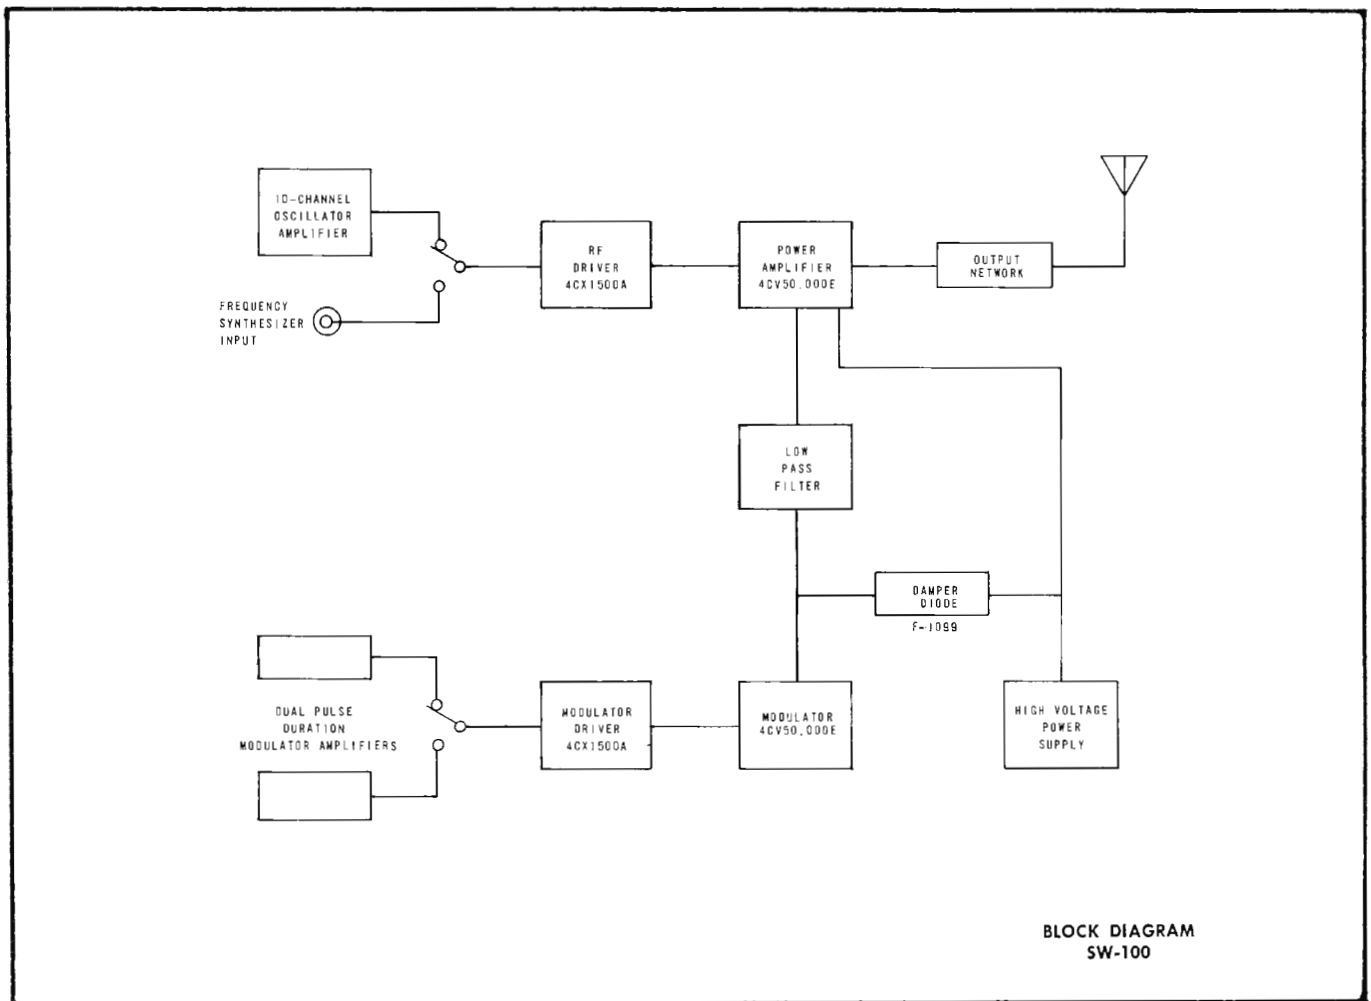 10-CHANNEL
OSCILLATOR
AMPLIFIER
FREQUENCY
SYNTHESIZER
INPUT
RF
DRIVER
4CX1500A
POWER
AMPLIFIER
4CV50,000E
OUTPUT
NETWORK
LOW
PASS
FILTER
DAMPER
DIODE
F-1099
DUAL PULSE
DURATION
MODULATOR AMPLIFIERS
MODULATOR
DRIVER
4CX1500A
MODULATOR
4CV50,000E
HIGH VOLTAGE
POWER
SUPPLY
BLOCK DIAGRAM
SW-100